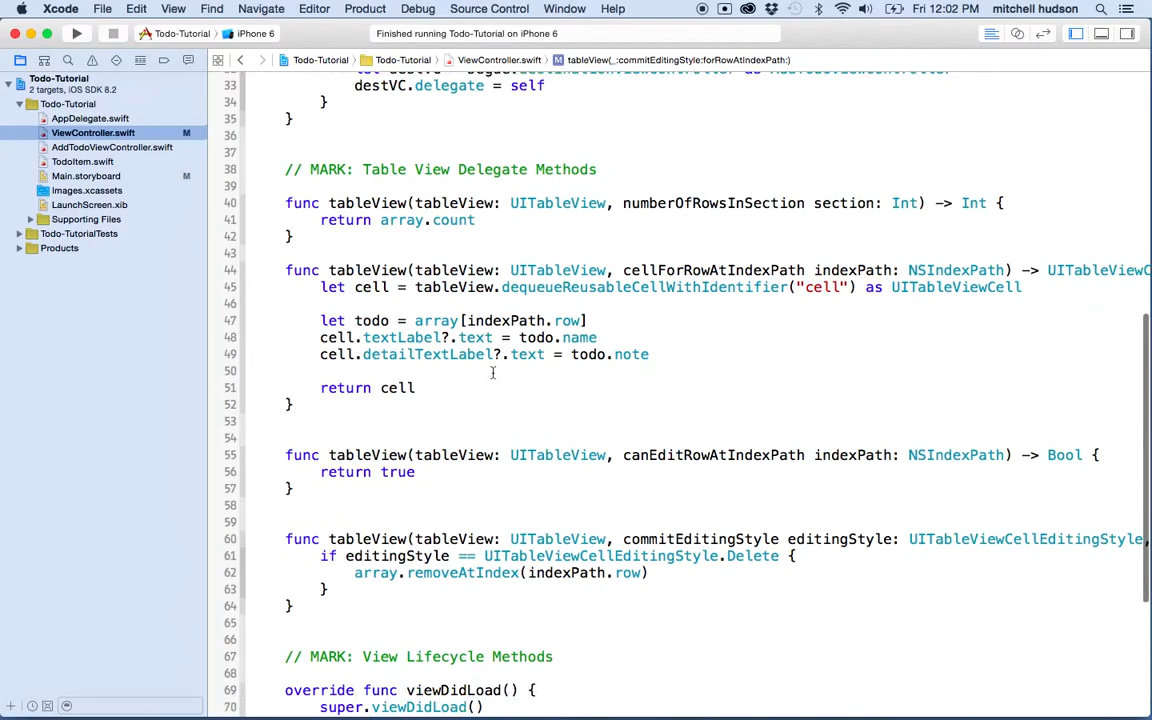 Xcode File Edit View Find Navigate Editor Product Debug Source Control Window Help Fri 12:02 PM mitchell hudson
Todo-Tutorial iPhone 6 Finished running Todo-Tutorial on iPhone 6
Todo-Tutorial Todo-Tutorial ViewController.swift M tableView(_:commitEditingStyle:forRowAtIndexPath:)
Todo-Tutorial
2 targets, iOS SDK 8.2
Todo-Tutorial
AppDelegate.swift
ViewController.swift M
AddTodoViewController.swift
TodoItem.swift
Main.storyboard M
Images.xcassets
LaunchScreen.xib
Supporting Files
Todo-TutorialTests
Products
33 destVC.delegate = self
34 }
35 }
36
37
38 // MARK: Table View Delegate Methods
39
40 func tableView(tableView: UITableView, numberOfRowsInSection section: Int) -> Int {
41 return array.count
42 }
43
44 func tableView(tableView: UITableView, cellForRowAtIndexPath indexPath: NSIndexPath) -> UITableViewC
45 let cell = tableView.dequeueReusableCellWithIdentifier("cell") as UITableViewCell
46
47 let todo = array[indexPath.row]
48 cell.textLabel?.text = todo.name
49 cell.detailTextLabel?.text = todo.note
50
51 return cell
52 }
53
54
55 func tableView(tableView: UITableView, canEditRowAtIndexPath indexPath: NSIndexPath) -> Bool {
56 return true
57 }
58
59
60 func tableView(tableView: UITableView, commitEditingStyle editingStyle: UITableViewCellEditingStyle,
61 if editingStyle == UITableViewCellEditingStyle.Delete {
62 array.removeAtIndex(indexPath.row)
63 }
64 }
65
66
67 // MARK: View Lifecycle Methods
68
69 override func viewDidLoad() {
70 super.viewDidLoad()